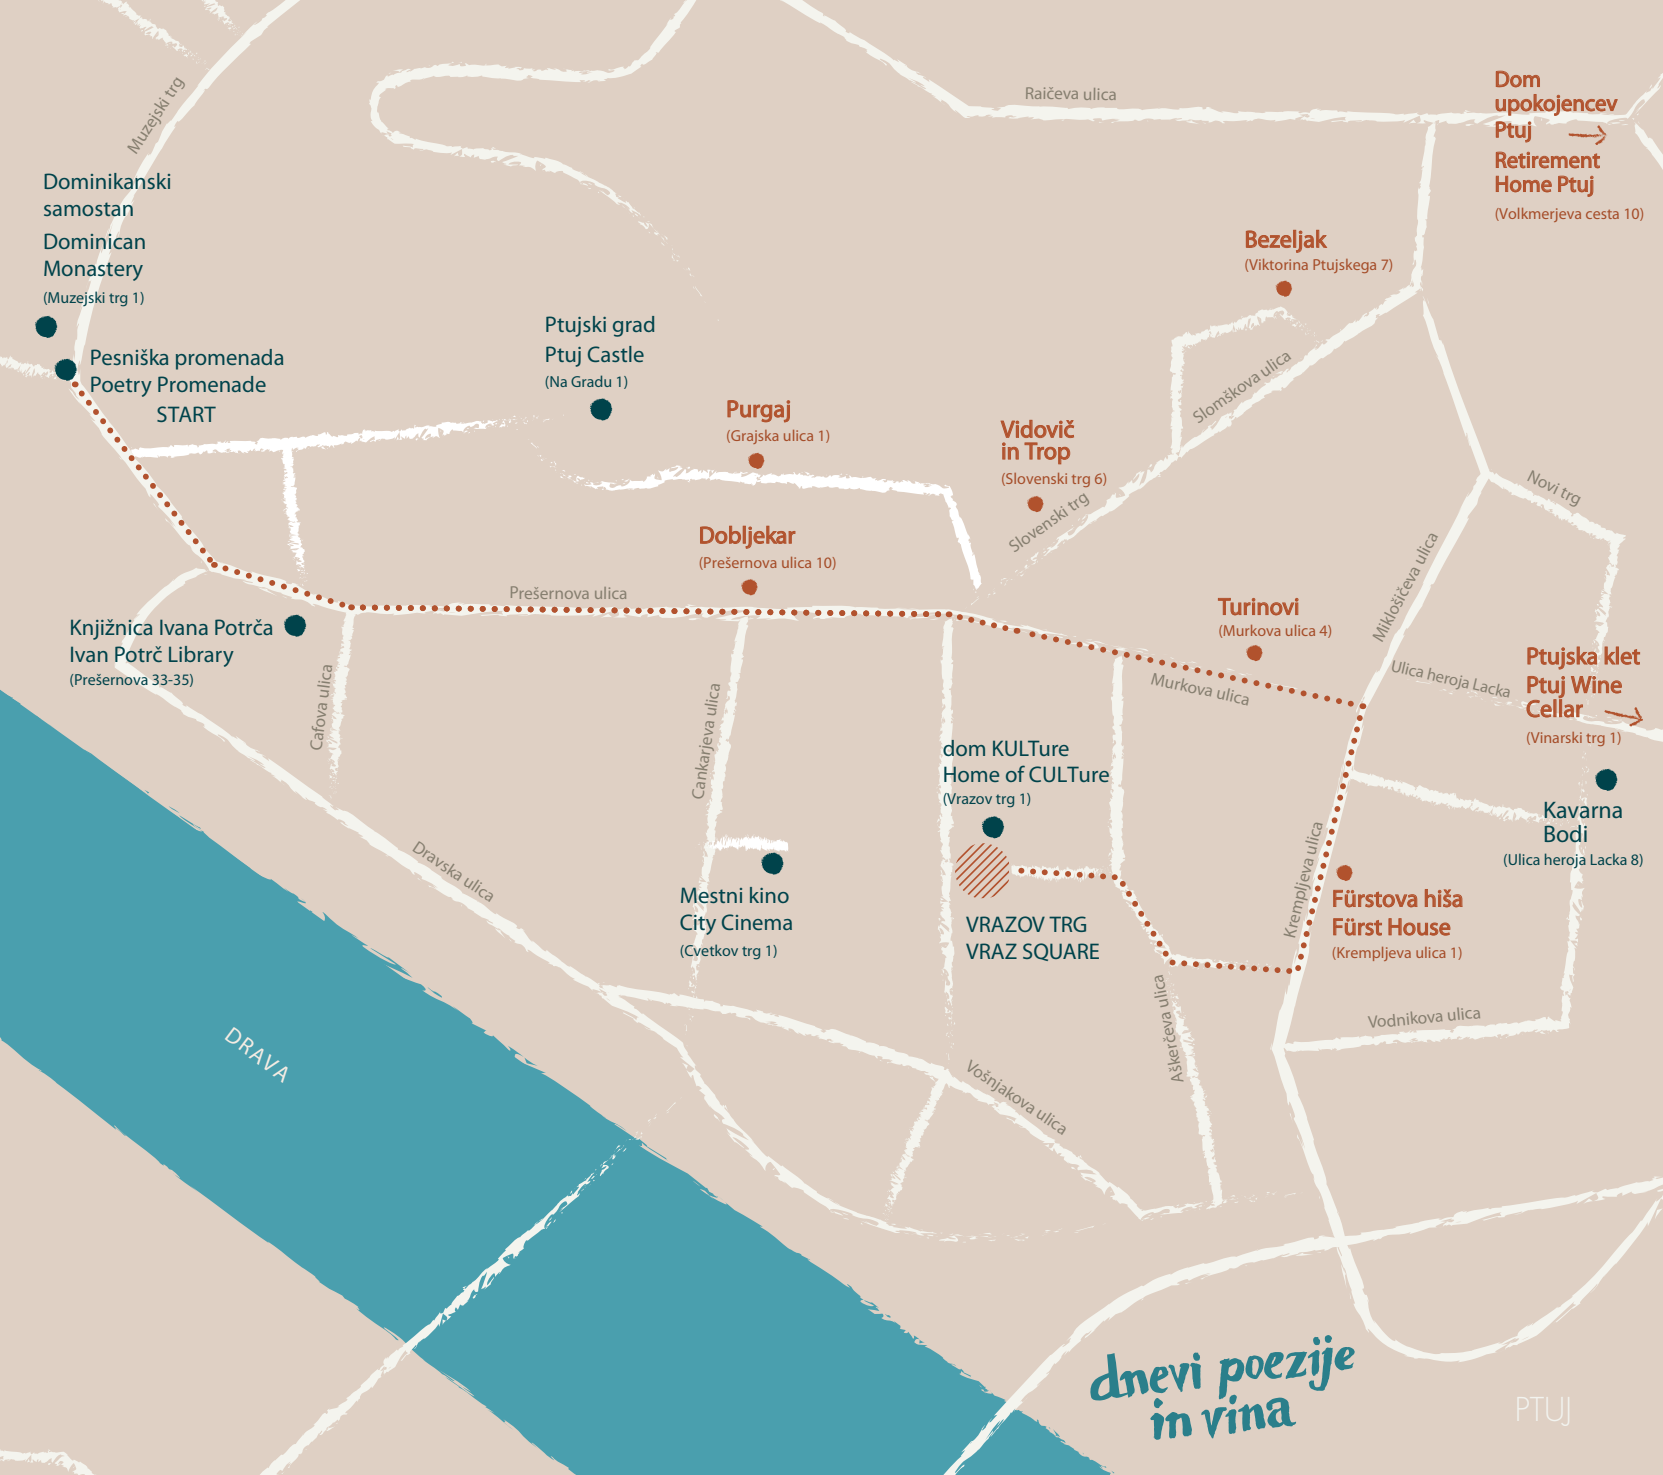 Raičeva ulica
Dom
upokojencev
Ptuj
Retirement
Home Ptuj
(Volkmerjeva cesta 10)
Muzejski trg
Dominikanski
samostan
Dominican
Monastery
(Muzejski trg 1)
Bezeljak
(Viktorina Ptujskega 7)
Ptujski grad
Ptuj Castle
(Na Gradu 1)
Pesniška promenada
Poetry Promenade
START
Slomškova ulica
Purgaj
(Grajska ulica 1)
Vidovič
in Trop
(Slovenski trg 6)
Slovenski trg
Novi trg
Dobljekar
(Prešernova ulica 10)
Prešernova ulica
Miklošičeva ulica
Turinovi
(Murkova ulica 4)
Knjižnica Ivana Potrča
Ivan Potrč Library
(Prešernova 33-35)
Cafova ulica
Cankarjeva ulica
Murkova ulica
Ulica heroja Lacka
Ptujska klet
Ptuj Wine
Cellar
(Vinarski trg 1)
dom KULTure
Home of CULTure
(Vrazov trg 1)
Kavarna
Bodi
(Ulica heroja Lacka 8)
Dravska ulica
Krempljeva ulica
Mestni kino
City Cinema
(Cvetkov trg 1)
VRAZOV TRG
VRAZ SQUARE
Fürstova hiša
Fürst House
(Krempljeva ulica 1)
Aškerčeva ulica
Vodnikova ulica
DRAVA
Vošnjakova ulica
dnevi poezije
in vina
PTUJ